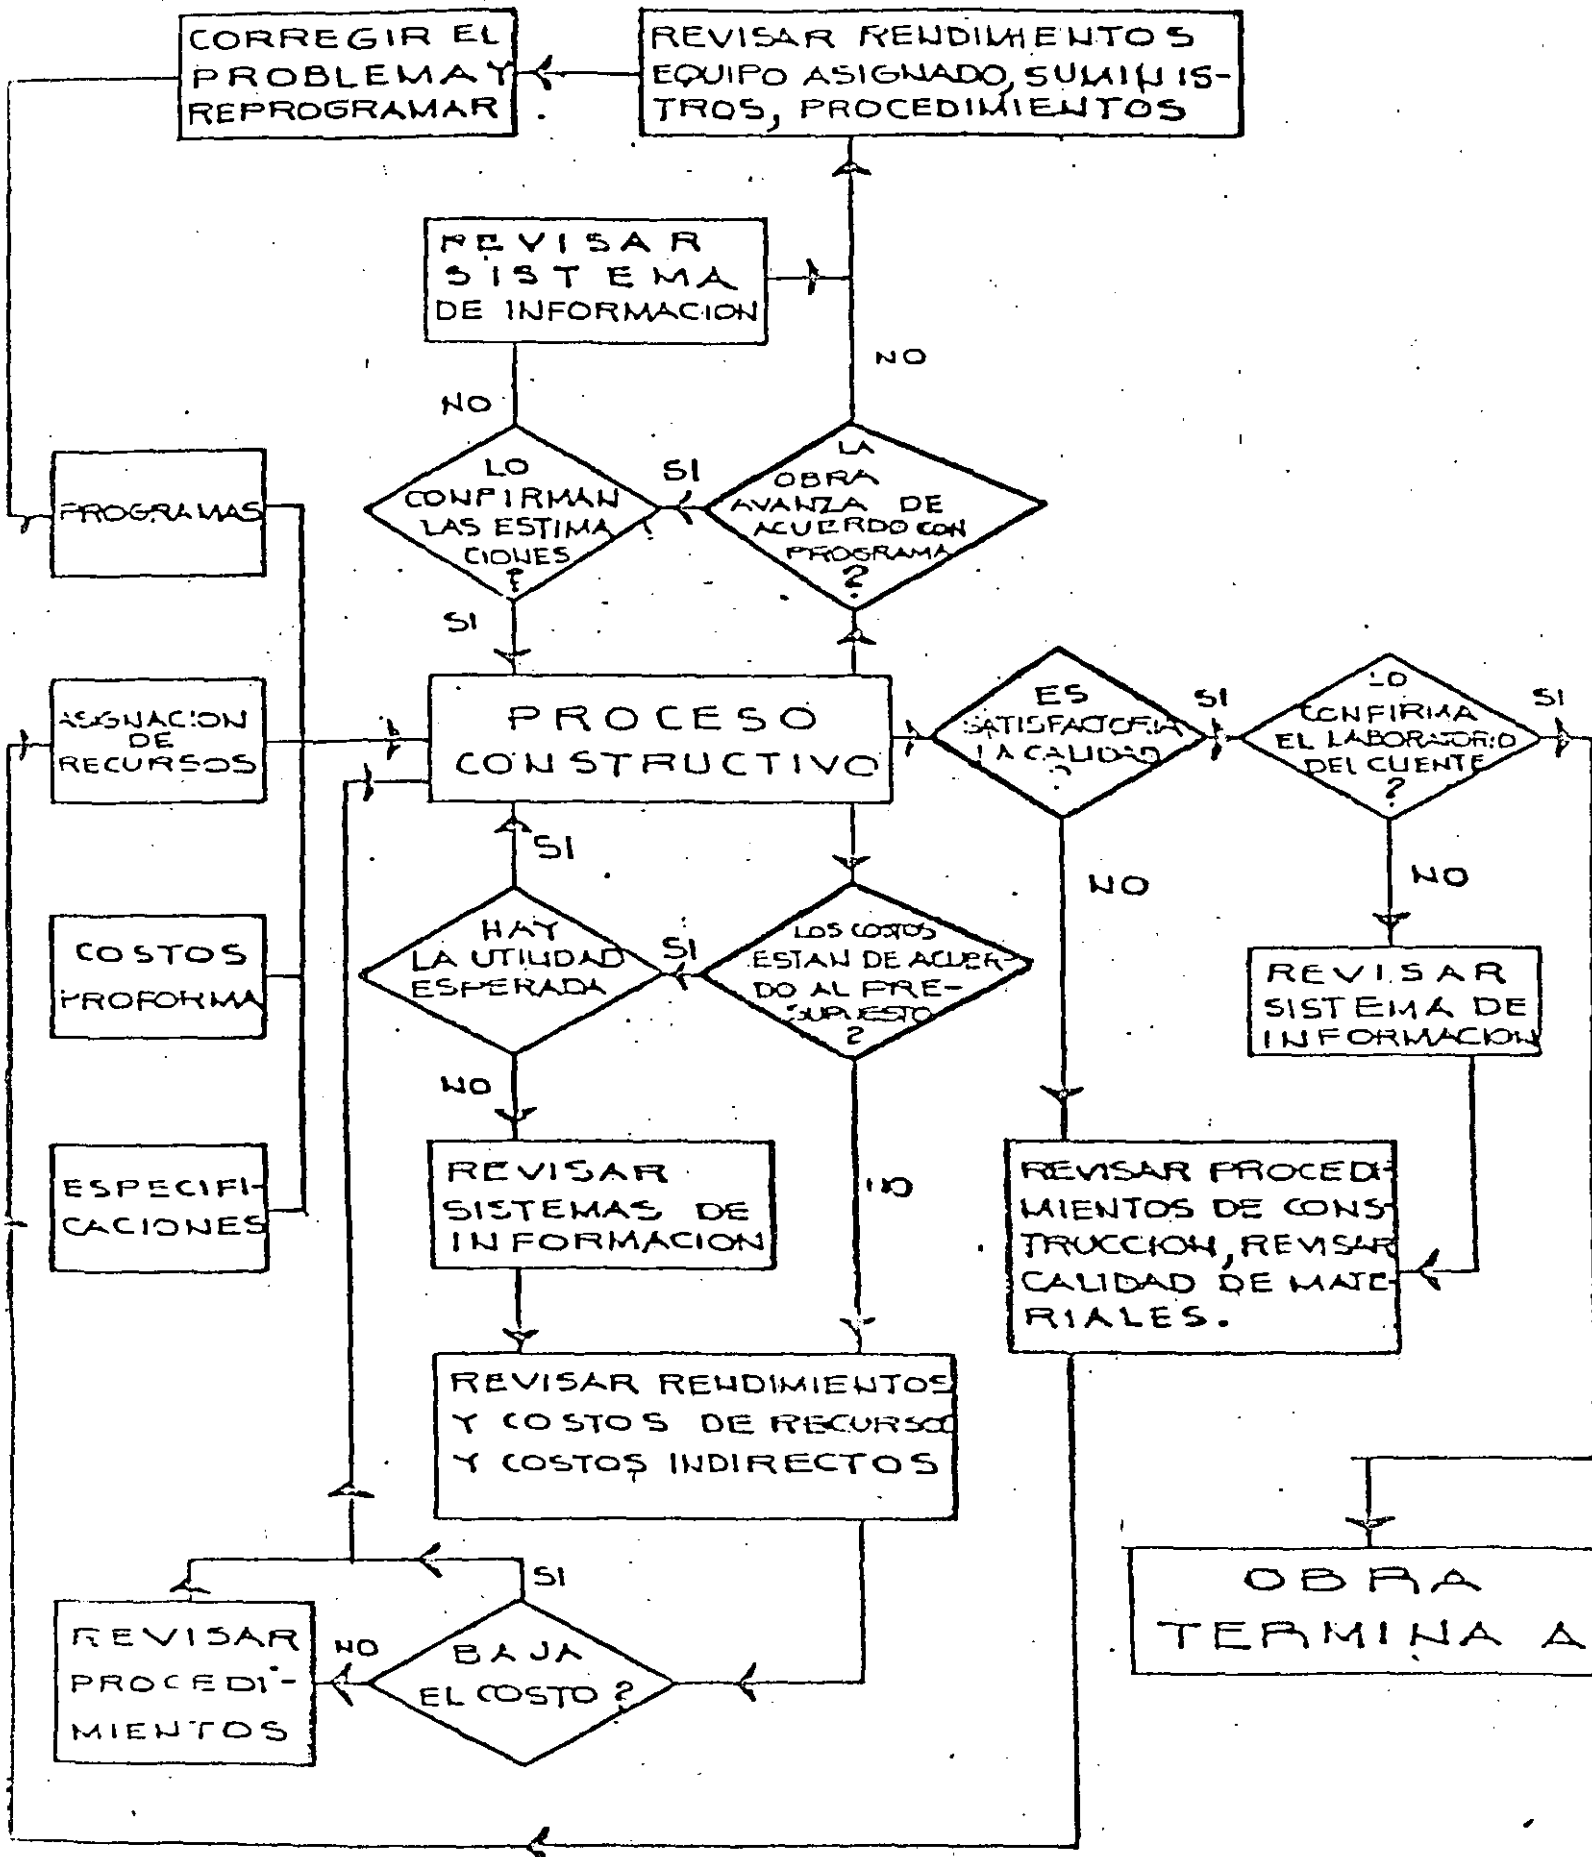 CORREGIR EL
PROBLEMA Y
REPROGRAMAR
REVISAR RENDIMIENTOS
EQUIPO ASIGNADO, SUMINIS-
TROS, PROCEDIMIENTOS
REVISAR
SISTEMA
DE INFORMACION
NO
NO
LO
CONFIRMAN
LAS ESTIMA
CIONES
?
SI
LA
OBRA
AVANZA DE
ACUERDO CON
PROGRAMA
?
PROGRAMAS
SI
ASIGNACION
DE
RECURSOS
PROCESO
CONSTRUCTIVO
ES
SATISFACTORIA
LA CALIDAD
?
SI
LO
CONFIRMA
EL LABORATORIO
DEL CLIENTE
?
SI
SI
NO
NO
COSTOS
PROFORMA
HAY
LA UTILIDAD
ESPERADA
SI
LOS COSTOS
ESTAN DE ACUER-
DO AL PRE-
SUPUESTO
?
REVISAR
SISTEMA DE
INFORMACION
NO
NO
ESPECIFI-
CACIONES
REVISAR
SISTEMAS DE
INFORMACION
REVISAR PROCEDI-
MIENTOS DE CONS-
TRUCCION, REVISAR
CALIDAD DE MATE-
RIALES.
REVISAR RENDIMIENTOS
Y COSTOS DE RECURSO
Y COSTOS INDIRECTOS
SI
REVISAR
PROCEDI-
MIENTOS
NO
BAJA
EL COSTO ?
OBRA
TERMINA A